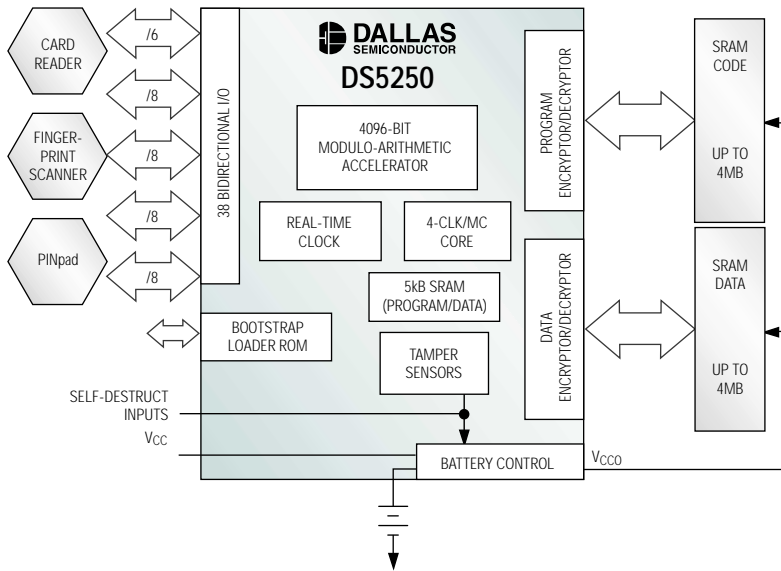 CARD
READER
FINGER-
PRINT
SCANNER
PINpad
/6
/8
/8
/8
/8
38 BIDIRECTIONAL I/O
DALLAS
SEMICONDUCTOR
DS5250
4096-BIT
MODULO-ARITHMETIC
ACCELERATOR
REAL-TIME
CLOCK
4-CLK/MC
CORE
5kB SRAM
(PROGRAM/DATA)
BOOTSTRAP
LOADER ROM
TAMPER
SENSORS
PROGRAM
ENCRYPTOR/DECRYPTOR
DATA
ENCRYPTOR/DECRYPTOR
SRAM
CODE
UP TO
4MB
SRAM
DATA
UP TO
4MB
SELF-DESTRUCT
INPUTS
VCC
BATTERY CONTROL
VCCO